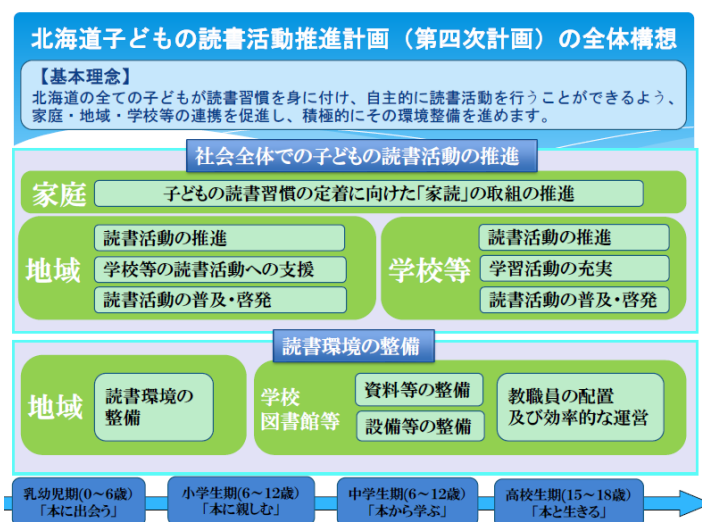 北海道子どもの読書活動推進計画（第四次計画）の全体構想
【基本理念】
北海道の全ての子どもが読書習慣を身に付け、自主的に読書活動を行うことができるよう、
家庭・地域・学校等の連携を促進し、積極的にその環境整備を進めます。
社会全体での子どもの読書活動の推進
家庭
子どもの読書習慣の定着に向けた「家読」の取組の推進
地域
読書活動の推進
学校等の読書活動への支援
読書活動の普及・啓発
学校等
読書活動の推進
学習活動の充実
読書活動の普及・啓発
読書環境の整備
地域
読書環境の
整備
学校
図書館等
資料等の整備
設備等の整備
教職員の配置
及び効率的な運営
乳幼児期(0～6歳)
「本に出会う」
小学生期(6～12歳)
「本に親しむ」
中学生期(6～12歳)
「本から学ぶ」
高校生期(15～18歳)
「本と生きる」